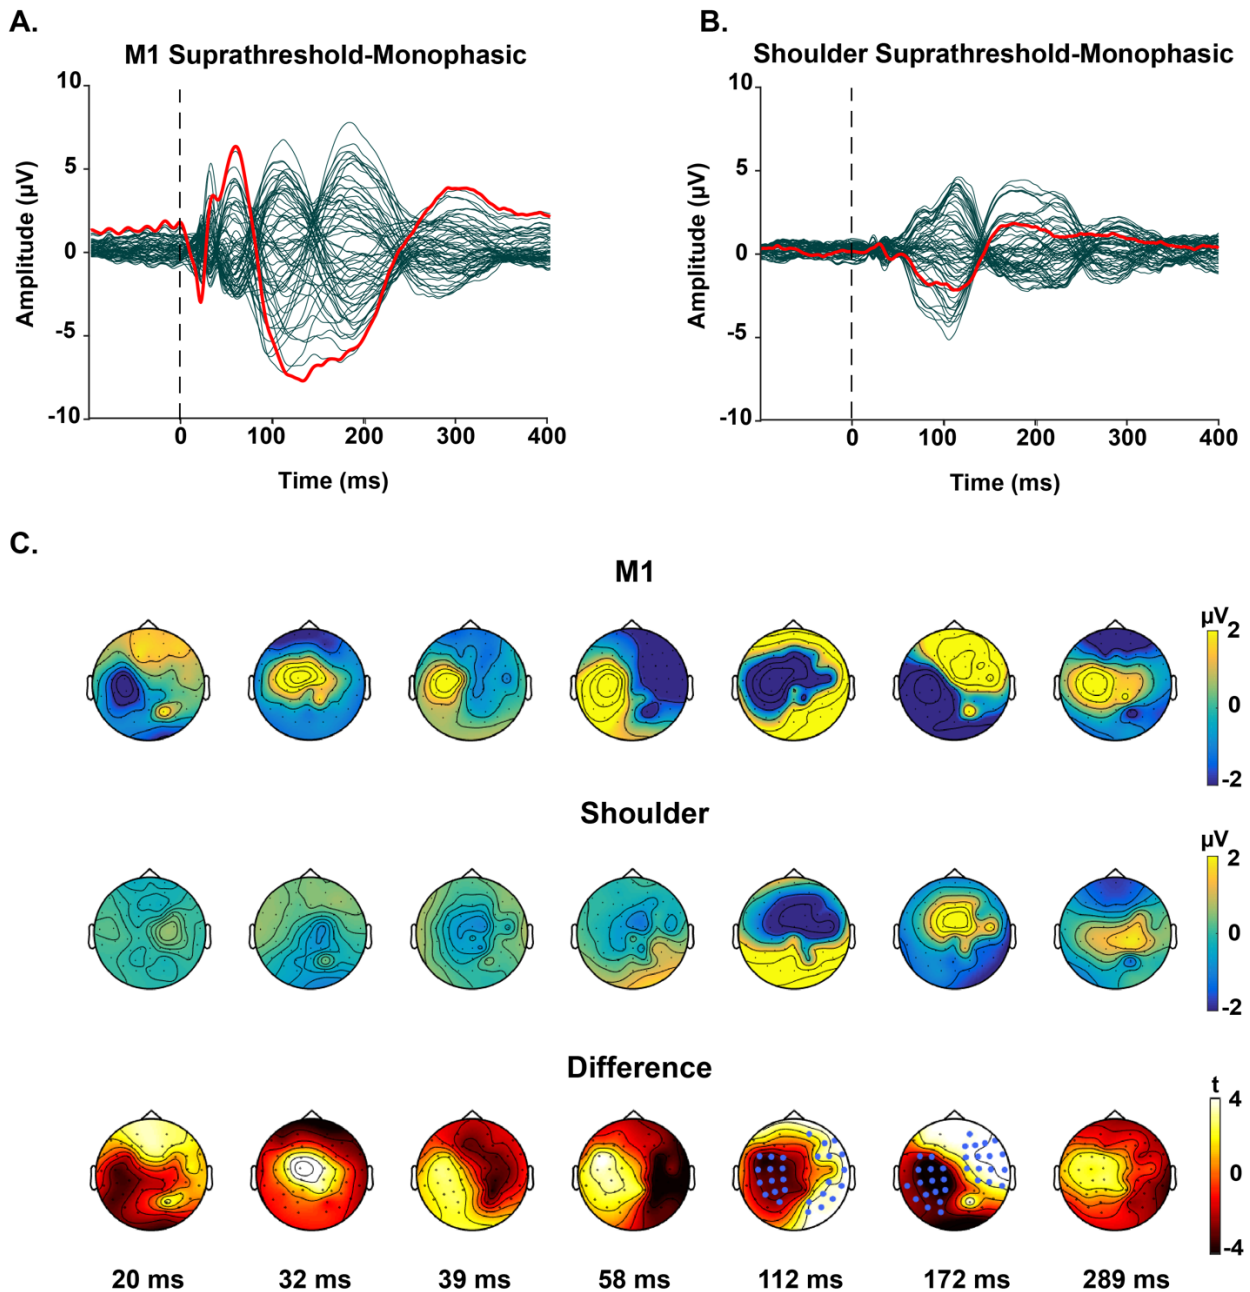 A.
M1 Suprathreshold-Monophasic
10
5
0
-5
-10
Amplitude (µV)
0 100 200 300 400
Time (ms)
B.
Shoulder Suprathreshold-Monophasic
10
5
0
-5
-10
Amplitude (µV)
0 100 200 300 400
Time (ms)
C.
M1
µV
2
0
-2
Shoulder
µV
2
0
-2
Difference
t
4
0
-4
20 ms 32 ms 39 ms 58 ms 112 ms 172 ms 289 ms